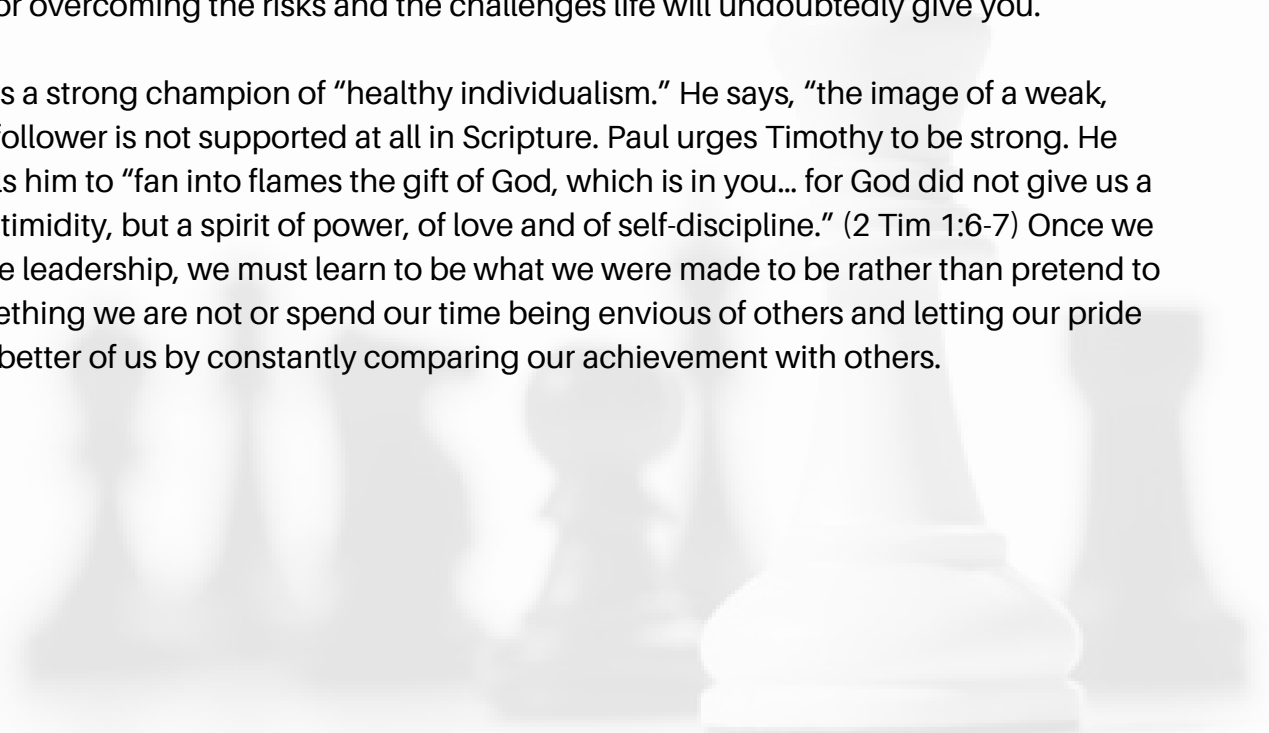 or overcoming the risks and the challenges life will undoubtedly give you.
s a strong champion of “healthy individualism.” He says, “the image of a weak,
follower is not supported at all in Scripture. Paul urges Timothy to be strong. He
ls him to “fan into flames the gift of God, which is in you... for God did not give us a
timidity, but a spirit of power, of love and of self-discipline.” (2 Tim 1:6-7) Once we
e leadership, we must learn to be what we were made to be rather than pretend to
ething we are not or spend our time being envious of others and letting our pride
better of us by constantly comparing our achievement with others.